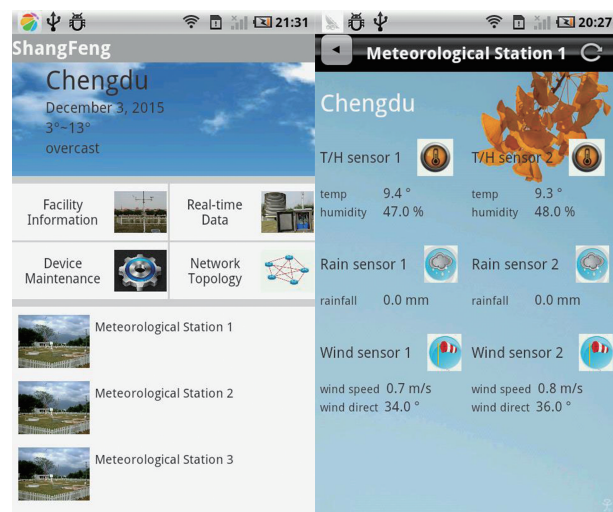 21:31
ShangFeng
Chengdu
December 3, 2015
3°~13°
overcast
Facility
Information
Real-time
Data
Device
Maintenance
Network
Topology
Meteorological Station 1
Meteorological Station 2
Meteorological Station 3
20:27
Meteorological Station 1
Chengdu
T/H sensor 1
T/H sensor 2
temp 9.4 °
temp 9.3 °
humidity 47.0 %
humidity 48.0 %
Rain sensor 1
Rain sensor 2
rainfall 0.0 mm
rainfall 0.0 mm
Wind sensor 1
Wind sensor 2
wind speed 0.7 m/s
wind speed 0.8 m/s
wind direct 34.0 °
wind direct 36.0 °